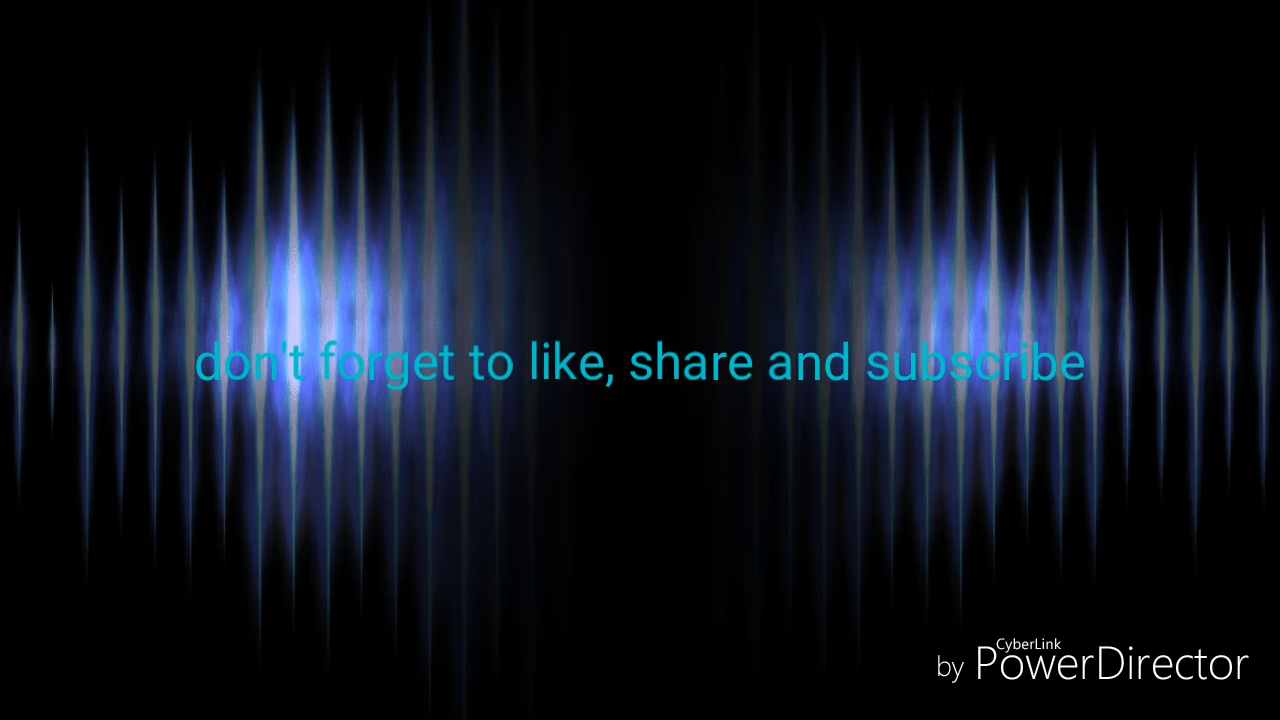 don't forget to like, share and subscribe
CyberLink
by PowerDirector